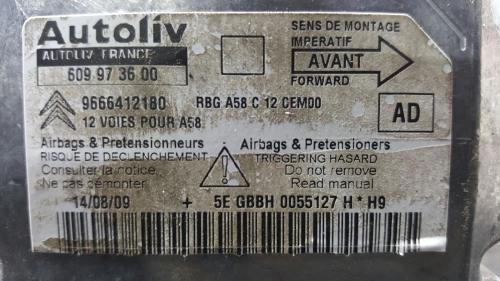 Autoliv
AUTOLIV FRANCE
609 97 36 00
SENS DE MONTAGE
IMPERATIF
AVANT
FORWARD
9666412180
RBG A58 C 12 CEM00
12 VOIES POUR A58
AD
Airbags & Pretensionneurs
RISQUE DE DECLENCHEMENT
Consulter la notice
Ne pas démonter
Airbags & Pretensioners
TRIGGERING HASARD
Do not remove
Read manual
14/08/09 + 5E GBBH 0055127 H * H9